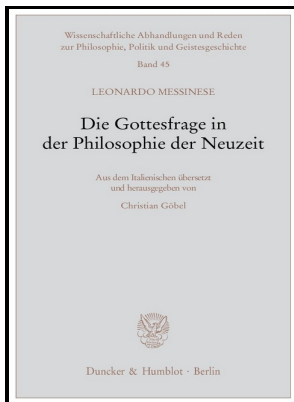 Wissenschaftliche Abhandlungen und Reden
zur Philosophie, Politik und Geistesgeschichte
Band 45
LEONARDO MESSINESE
Die Gottesfrage in
der Philosophie der Neuzeit
Aus dem Italienischen übersetzt
und herausgegeben von
Christian Göbel
Duncker & Humblot · Berlin